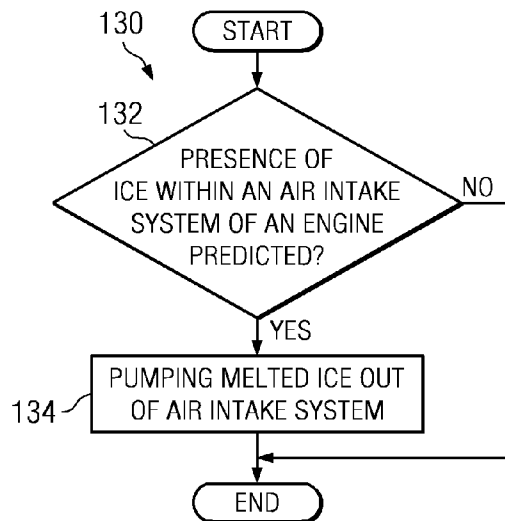 130
START
132
PRESENCE OF
ICE WITHIN AN AIR INTAKE
SYSTEM OF AN ENGINE
PREDICTED?
NO
YES
134
PUMPING MELTED ICE OUT
OF AIR INTAKE SYSTEM
END